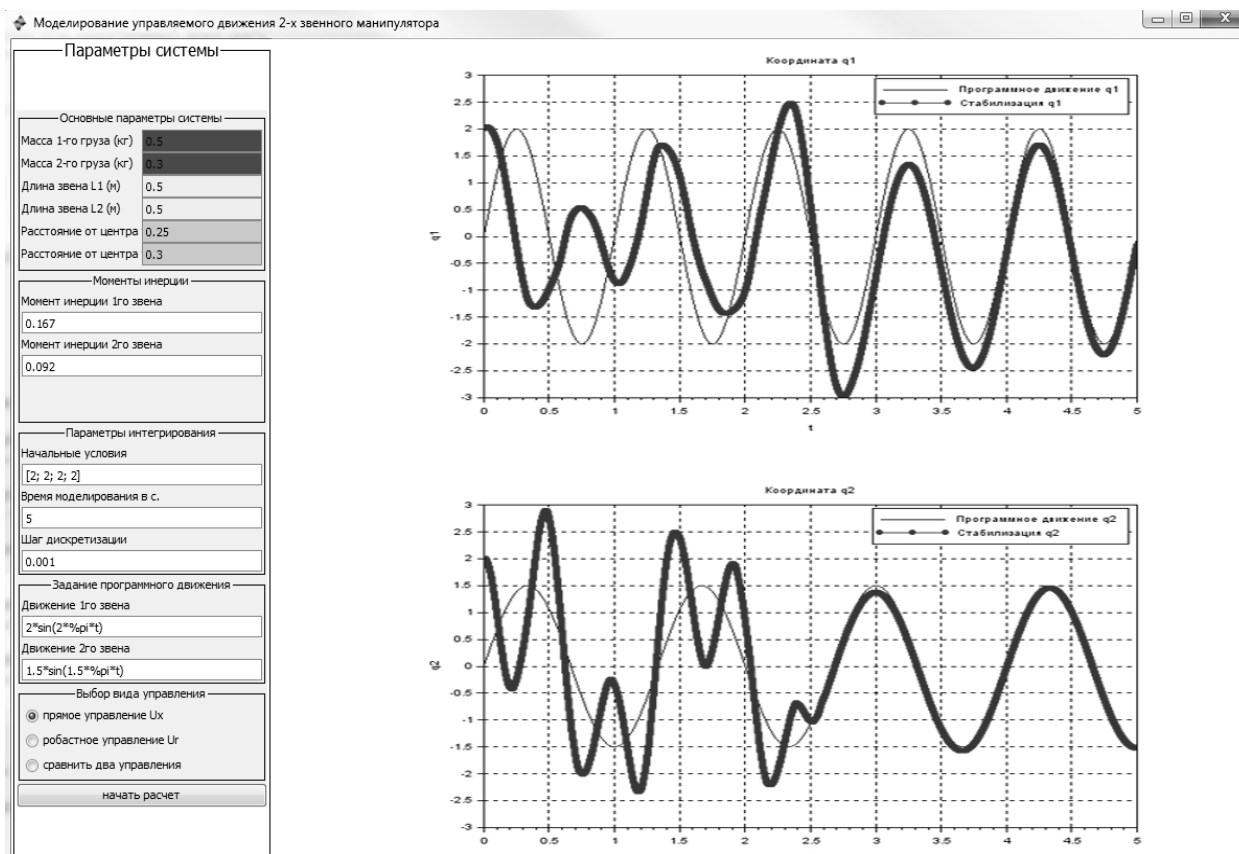 Моделирование управляемого движения 2-х звенного манипулятора
Параметры системы
Основные параметры системы
Масса 1-го груза (кг) 0.5
Масса 2-го груза (кг) 0.3
Длина звена L1 (м) 0.5
Длина звена L2 (м) 0.5
Расстояние от центра 0.25
Расстояние от центра 0.3
Моменты инерции
Момент инерции 1го звена
0.167
Момент инерции 2го звена
0.092
Параметры интегрирования
Начальные условия
[2; 2; 2; 2]
Время моделирования в с.
5
Шаг дискретизации
0.001
Задание программного движения
Движение 1го звена
2*sin(2*%pi*t)
Движение 2го звена
1.5*sin(1.5*%pi*t)
Выбор вида управления
прямое управление Ux
робастное управление Ur
сравнить два управления
начать расчет
Координата q1
Программное движение q1
Стабилизация q1
3
2.5
2
1.5
1
0.5
0
-0.5
-1
-1.5
-2
-2.5
-3
q1
0 0.5 1 1.5 2 2.5 3 3.5 4 4.5 5
t
Координата q2
Программное движение q2
Стабилизация q2
3
2.5
2
1.5
1
0.5
0
-0.5
-1
-1.5
-2
-2.5
-3
q2
0 0.5 1 1.5 2 2.5 3 3.5 4 4.5 5